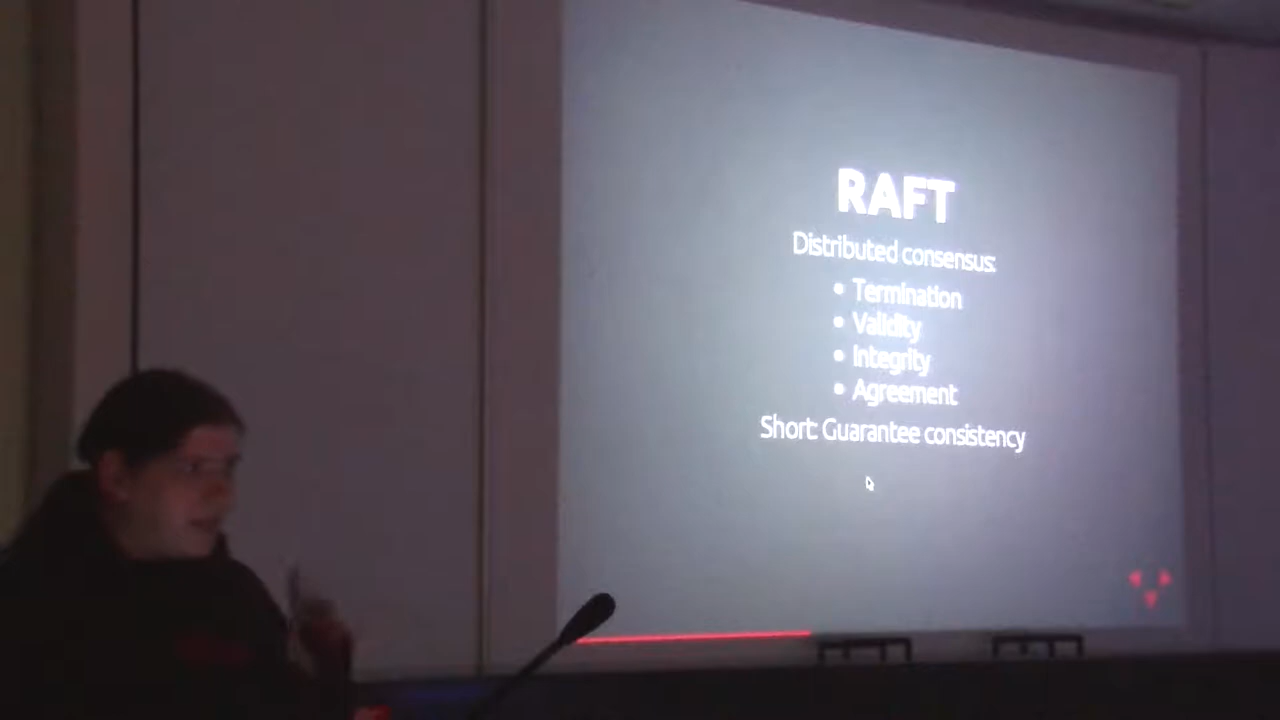 RAFT
Distributed consensus:
• Termination
• Validity
• Integrity
• Agreement
Short: Guarantee consistency